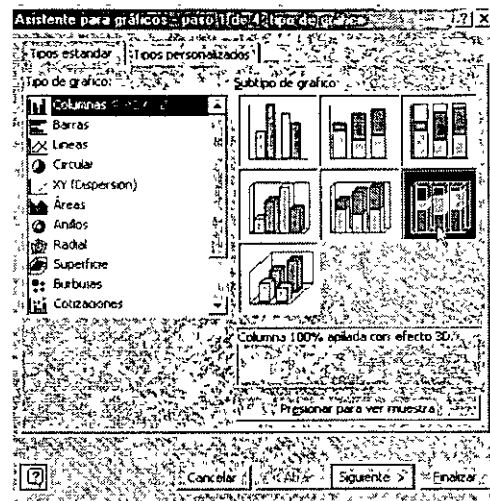 Asistente para gráficos - paso 1 de 4: tipo de gráfico
Tipos estándar
Tipos personalizados
Tipo de gráfico:
Subtipo de gráfico:
Columnas
Barras
Líneas
Circular
XY (Dispersión)
Áreas
Anillos
Radial
Superficie
Burbujas
Cotizaciones
Columna 100% apilada con efecto 3D.
Presionar para ver muestra
Cancelar
< Atrás
Siguiente >
Finalizar